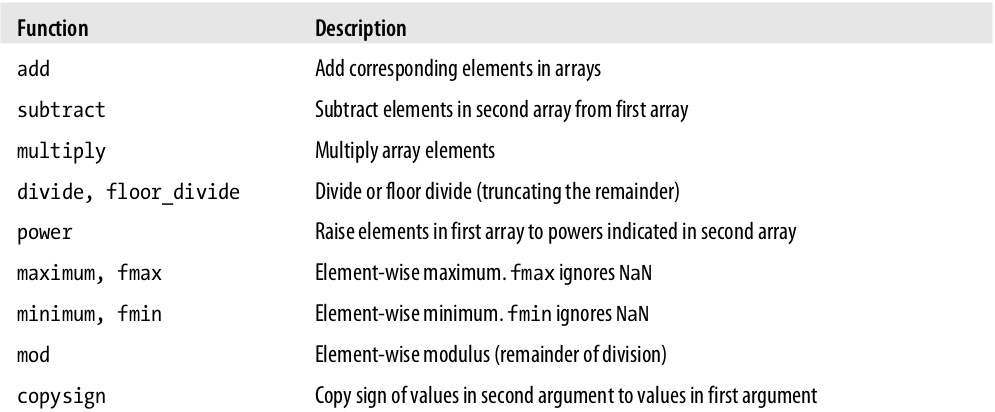 Function Description
add Add corresponding elements in arrays
subtract Subtract elements in second array from first array
multiply Multiply array elements
divide, floor_divide Divide or floor divide (truncating the remainder)
power Raise elements in first array to powers indicated in second array
maximum, fmax Element-wise maximum. fmax ignores NaN
minimum, fmin Element-wise minimum. fmin ignores NaN
mod Element-wise modulus (remainder of division)
copysign Copy sign of values in second argument to values in first argument